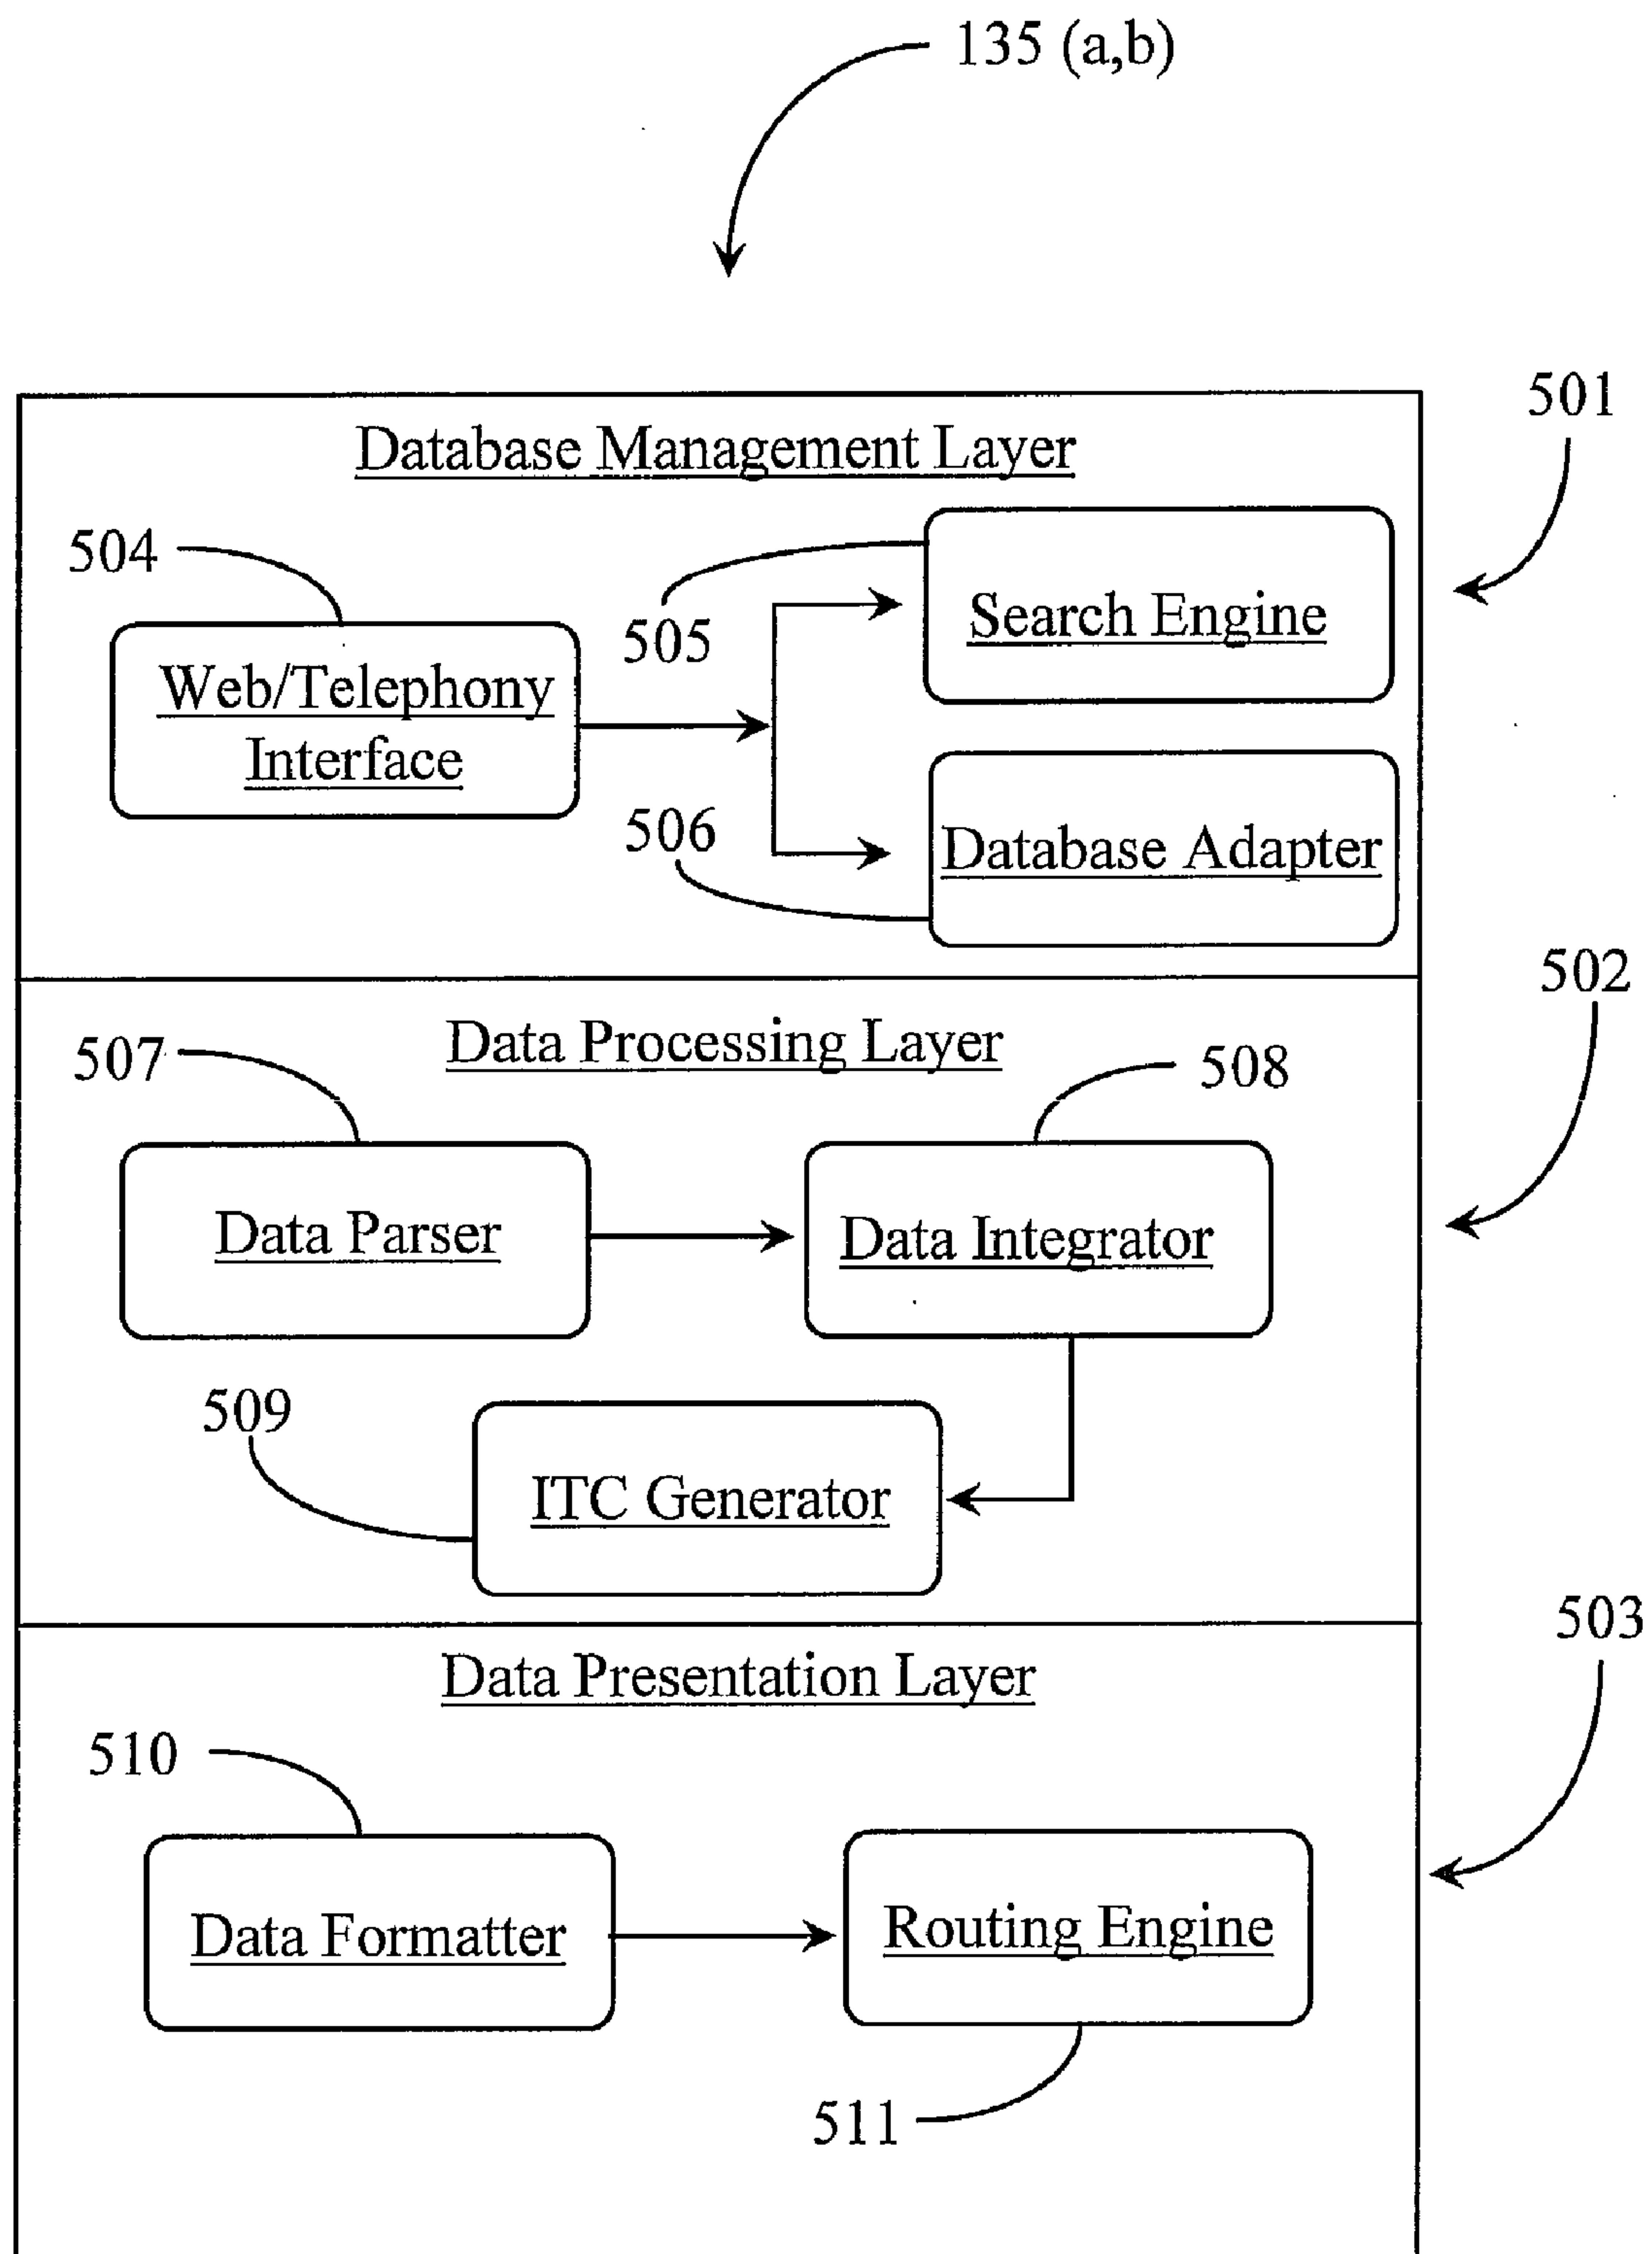 135 (a,b)
501
Database Management Layer
504
505
Search Engine
Web/Telephony
Interface
506
Database Adapter
502
Data Processing Layer
507
508
Data Parser
Data Integrator
509
ITC Generator
503
Data Presentation Layer
510
Data Formatter
Routing Engine
511